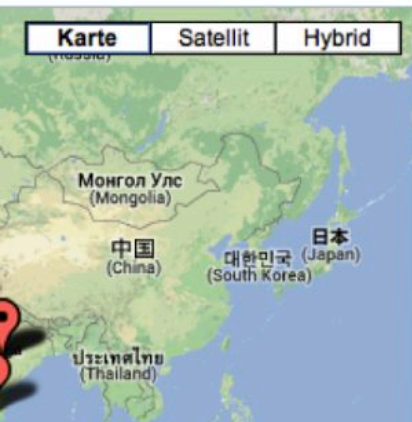 Karte Satellit Hybrid
(Russia)
Монгол Улс
(Mongolia)
中国
(China)
日本
(Japan)
대한민국
(South Korea)
ประเทศไทย
(Thailand)